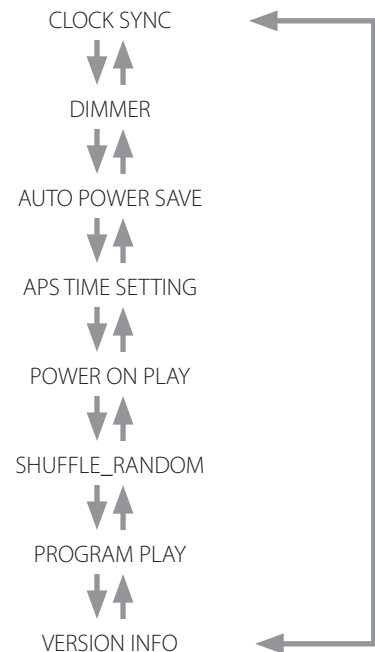 CLOCK SYNC
DIMMER
AUTO POWER SAVE
APS TIME SETTING
POWER ON PLAY
SHUFFLE_RANDOM
PROGRAM PLAY
VERSION INFO